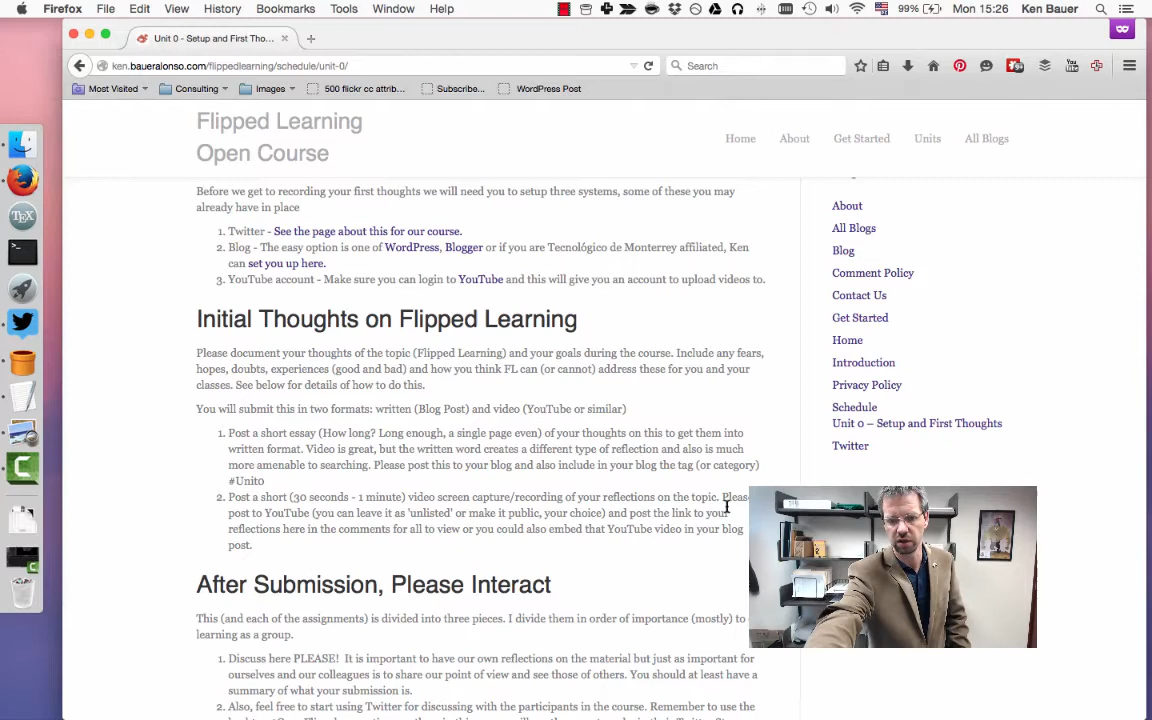 Firefox File Edit View History Bookmarks Tools Window Help 99% Mon 15:26 Ken Bauer
Unit 0 - Setup and First Tho...
ken.baueralonso.com/flippedlearning/schedule/unit-0/ Search
Most Visited Consulting Images 500 flickr cc attrib... Subscribe... WordPress Post
Flipped Learning
Open Course
Home About Get Started Units All Blogs
Before we get to recording your first thoughts we will need you to setup three systems, some of these you may
already have in place
1. Twitter - See the page about this for our course.
2. Blog - The easy option is one of WordPress, Blogger or if you are Tecnológico de Monterrey affiliated, Ken
can set you up here.
3. YouTube account - Make sure you can login to YouTube and this will give you an account to upload videos to.
Initial Thoughts on Flipped Learning
Please document your thoughts of the topic (Flipped Learning) and your goals during the course. Include any fears,
hopes, doubts, experiences (good and bad) and how you think FL can (or cannot) address these for you and your
classes. See below for details of how to do this.
You will submit this in two formats: written (Blog Post) and video (YouTube or similar)
1. Post a short essay (How long? Long enough, a single page even) of your thoughts on this to get them into
written format. Video is great, but the written word creates a different type of reflection and also is much
more amenable to searching. Please post this to your blog and also include in your blog the tag (or category)
#Unit0
2. Post a short (30 seconds - 1 minute) video screen capture/recording of your reflections on the topic. Please
post to YouTube (you can leave it as 'unlisted' or make it public, your choice) and post the link to your
reflections here in the comments for all to view or you could also embed that YouTube video in your blog
post.
After Submission, Please Interact
This (and each of the assignments) is divided into three pieces. I divide them in order of importance (mostly) to
learning as a group.
1. Discuss here PLEASE! It is important to have our own reflections on the material but just as important for
ourselves and our colleagues is to share our point of view and see those of others. You should at least have a
summary of what your submission is.
2. Also, feel free to start using Twitter for discussing with the participants in the course. Remember to use the
About
All Blogs
Blog
Comment Policy
Contact Us
Get Started
Home
Introduction
Privacy Policy
Schedule
Unit 0 – Setup and First Thoughts
Twitter
TEX